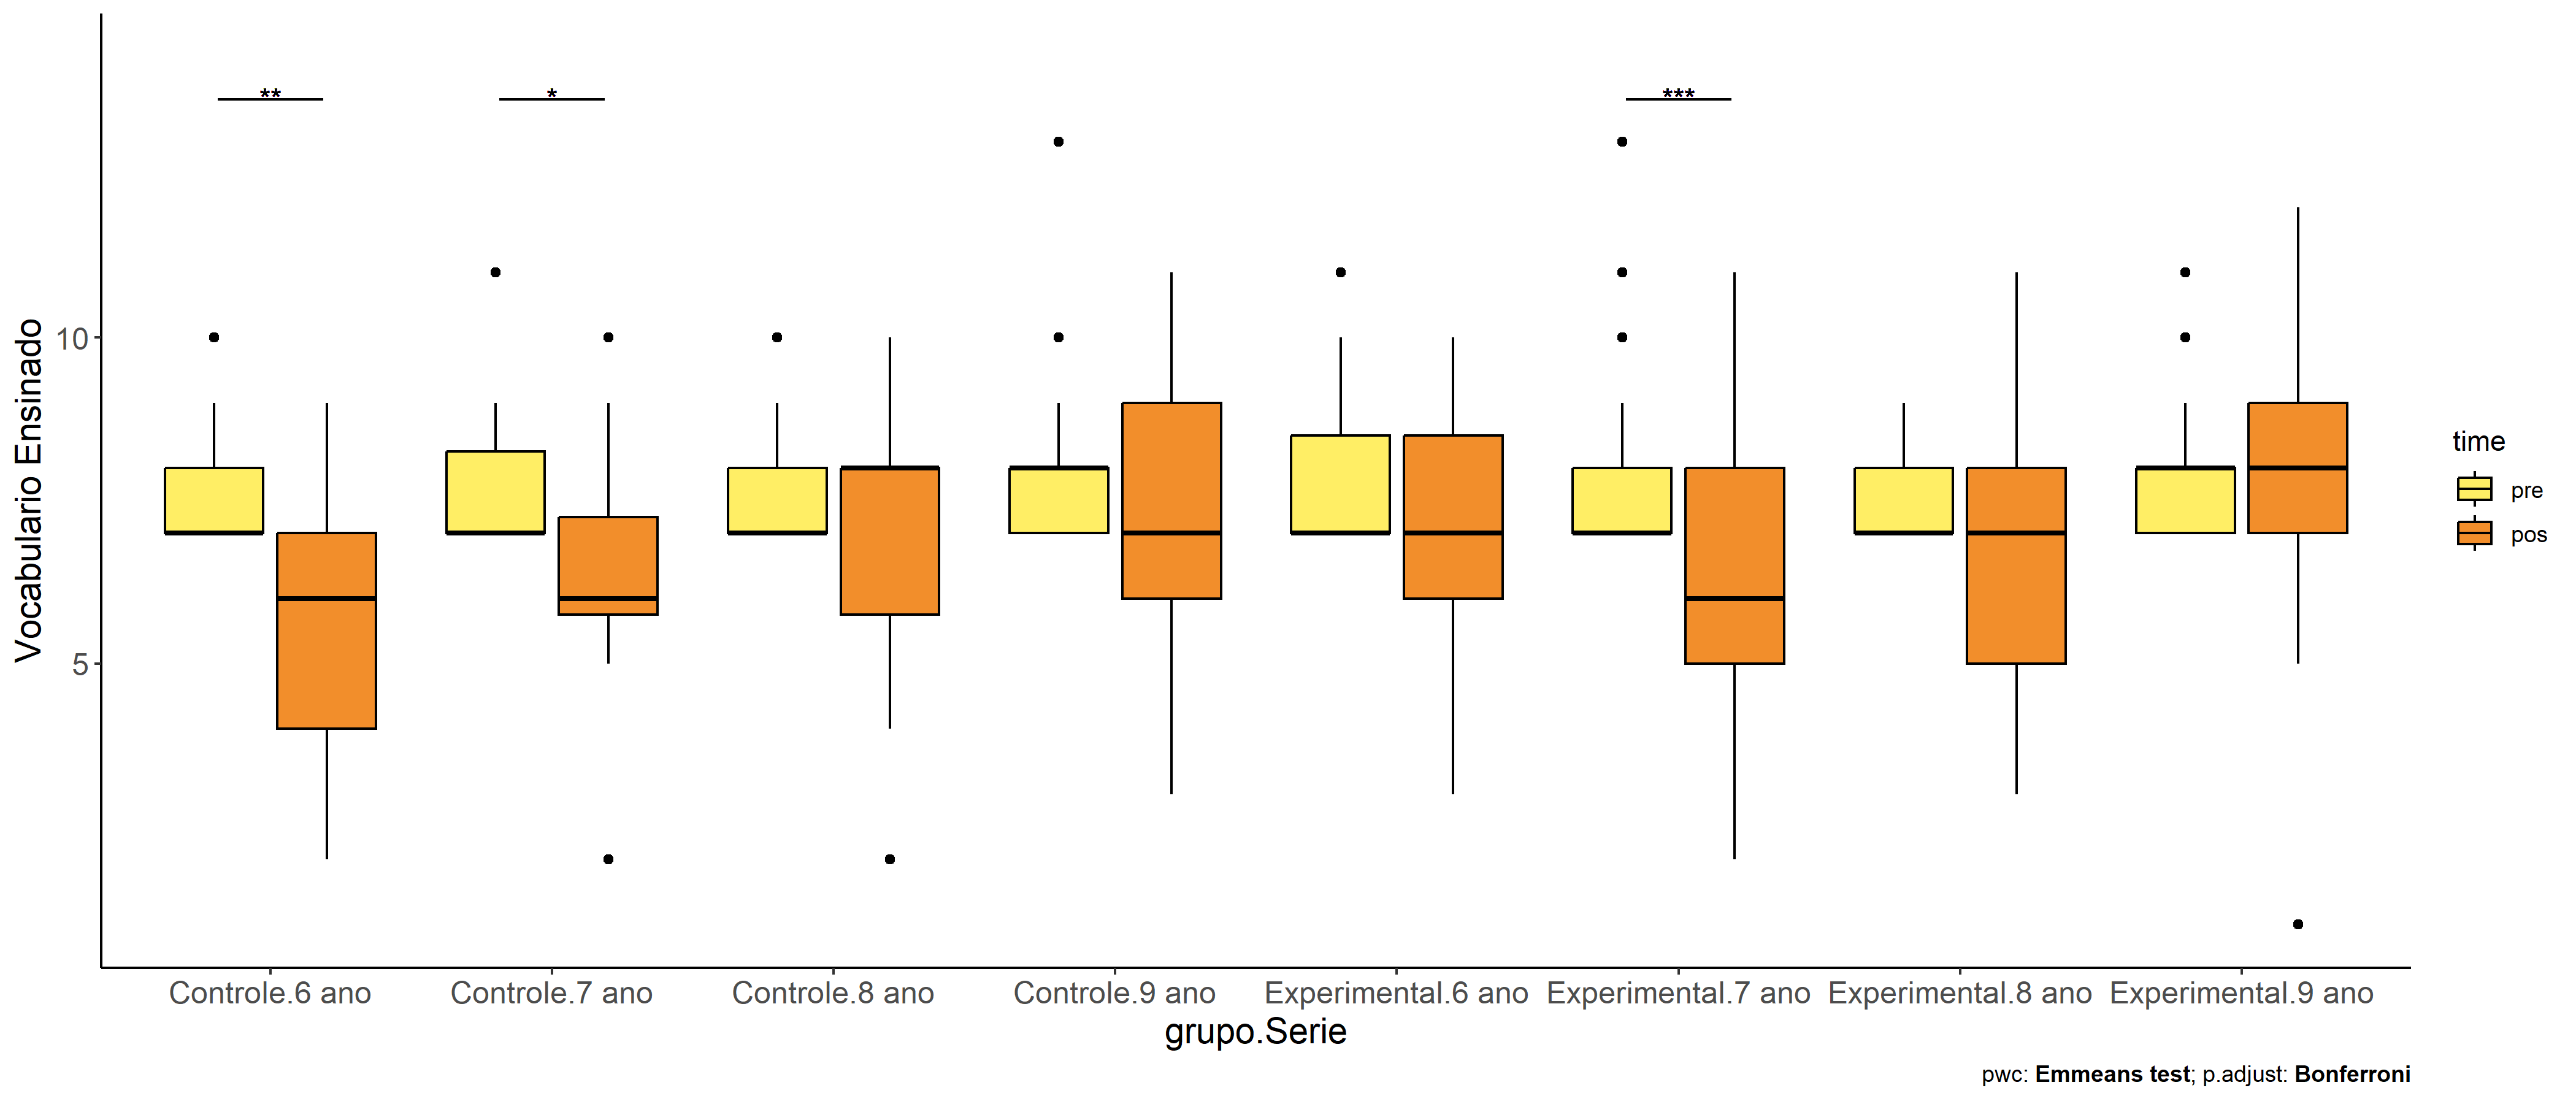 ** * ***
Vocabulario Ensinado
10
5
time
pre
pos
Controle.6 ano Controle.7 ano Controle.8 ano Controle.9 ano Experimental.6 ano Experimental.7 ano Experimental.8 ano Experimental.9 ano
grupo.Serie
pwc: Emmeans test; p.adjust: Bonferroni